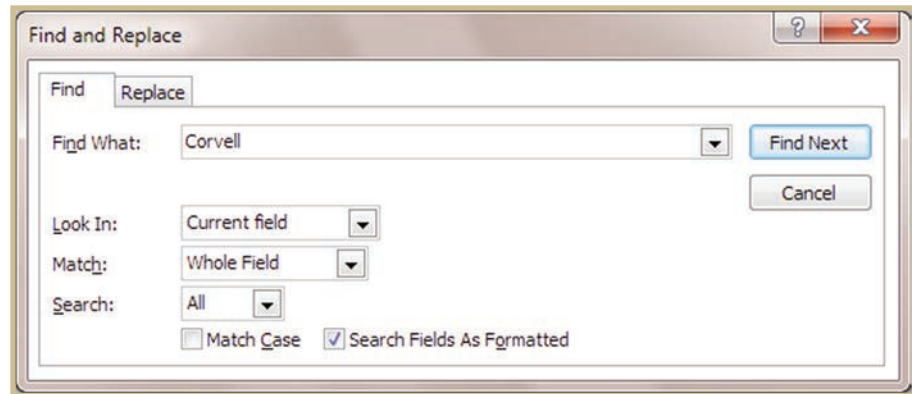 Find and Replace
Find Replace
Find What: Corvell Find Next
Cancel
Look In: Current field
Match: Whole Field
Search: All
Match Case Search Fields As Formatted